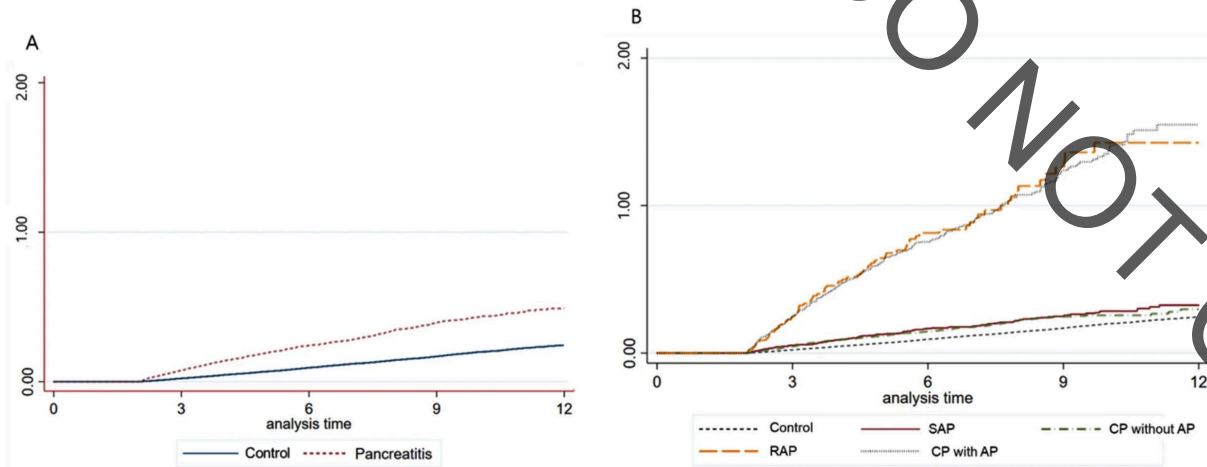 A
2.00
1.00
0.00
0 3 6 9 12
analysis time
Control Pancreatitis
B
2.00
1.00
0.00
0 3 6 9 12
analysis time
Control SAP CP without AP
RAP CP with AP
O NOT